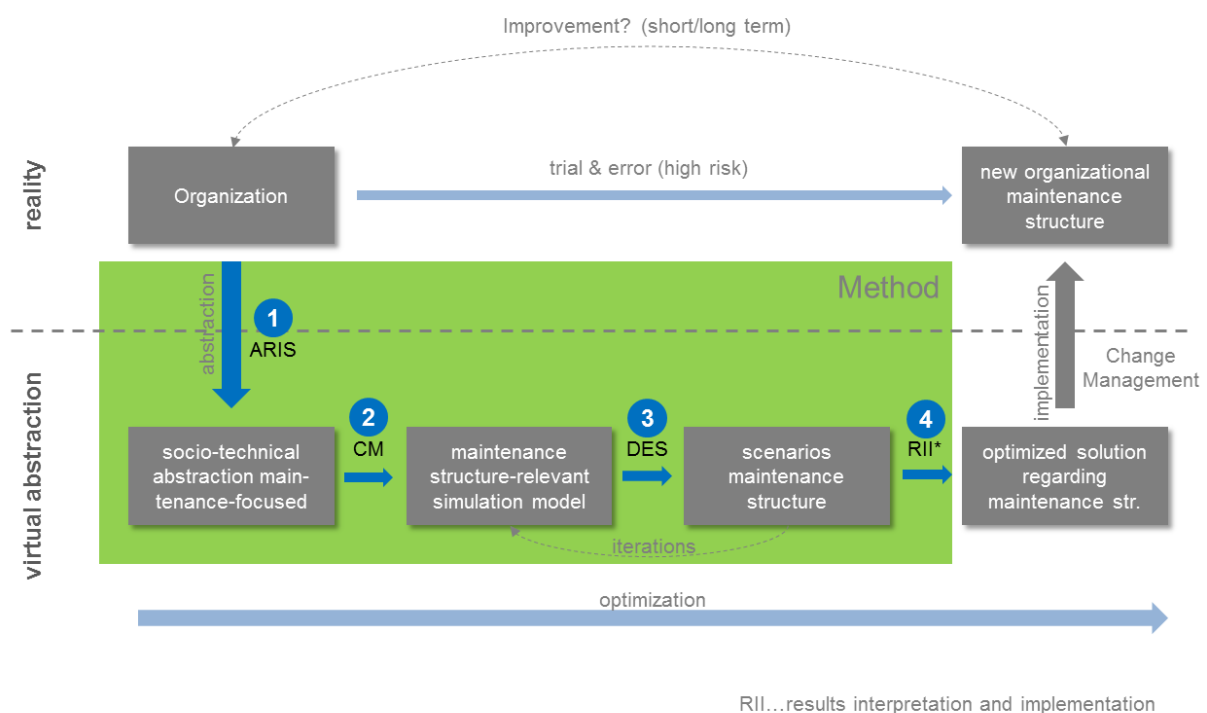 Improvement? (short/long term)
reality
Organization
trial & error (high risk)
new organizational
maintenance
structure
Method
abstraction
1
ARIS
implementation
Change
Management
virtual abstraction
socio-technical
abstraction main-
tenance-focused
2
CM
maintenance
structure-relevant
simulation model
3
DES
scenarios
maintenance
structure
4
RII*
optimized solution
regarding
maintenance str.
iterations
optimization
RII...results interpretation and implementation